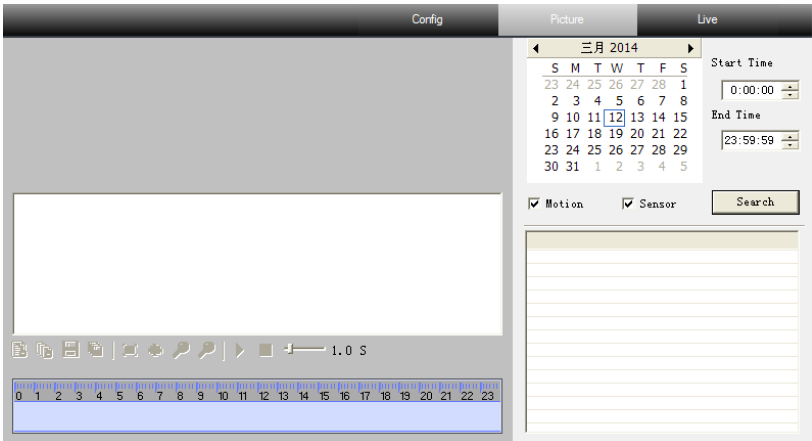 Config Picture Live
三月 2014
S M T W T F S
23 24 25 26 27 28 1
2 3 4 5 6 7 8
9 10 11 12 13 14 15
16 17 18 19 20 21 22
23 24 25 26 27 28 29
30 31 1 2 3 4 5
Start Time
0:00:00
End Time
23:59:59
Motion Sensor Search
1.0 S
0 1 2 3 4 5 6 7 8 9 10 11 12 13 14 15 16 17 18 19 20 21 22 23